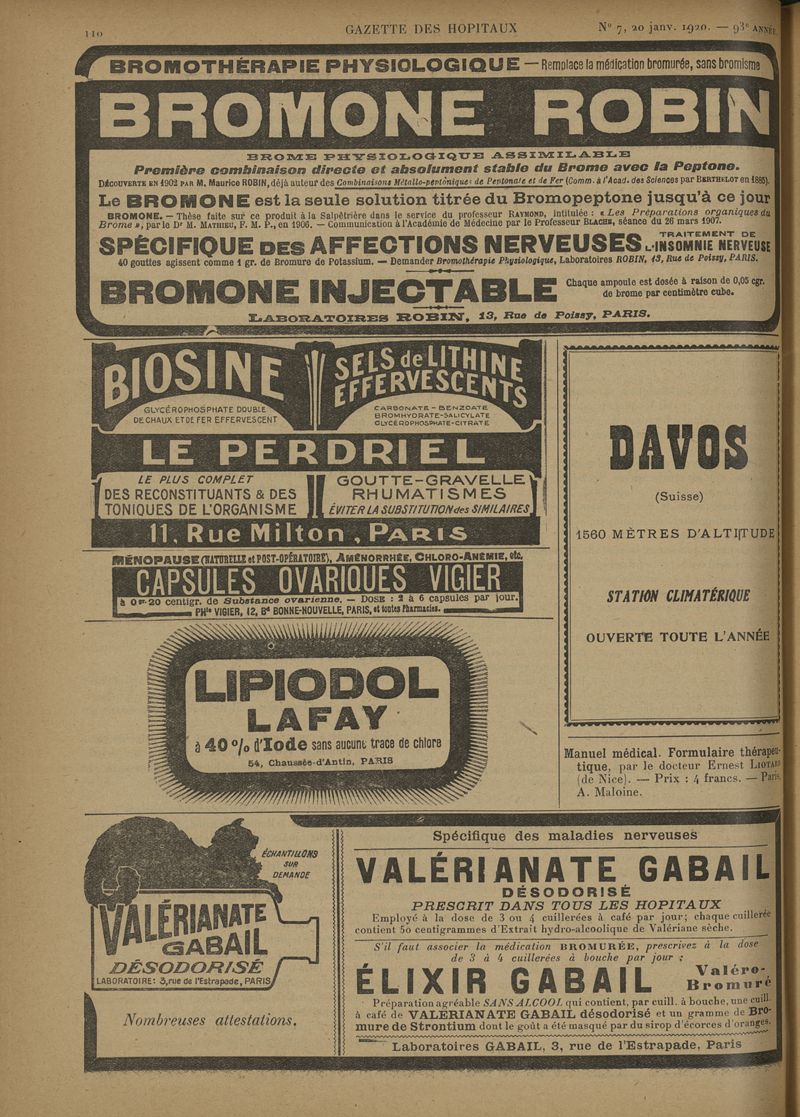 110
GAZETTE DES HOPITAUX
N° 7, 20 janv. 1920. — 93e ANNÉE
BROMOTHÉRAPIE PHYSIOLOGIQUE — Remplace la médication bromurée, sans bromisme
BROMONE ROBIN
BROME PHYSIOLOGIQUE ASSIMILABLE
Première combinaison directe et absolument stable du Brome avec la Peptone.
DÉCOUVERTE EN 1902 PAR M. Maurice ROBIN, déjà auteur des Combinaisons Métallo-peptoniques de Peptonate et de Fer (Comm. à l'Acad. des Sciences par BERTHELOT en 1885).
Le BROMONE est la seule solution titrée du Bromopeptone jusqu'à ce jour
BROMONE. — Thèse faite sur ce produit à la Salpêtrière dans le service du professeur RAYMOND, intitulée : « Les Préparations organiques du
Brome », par le Dr M. MATHIEU, F. M. P., en 1906. — Communication à l'Académie de Médecine par le Professeur BLACHE, séance du 26 mars 1907.
SPÉCIFIQUE DES AFFECTIONS NERVEUSES TRAITEMENT DE L'INSOMNIE NERVEUSE
40 gouttes agissent comme 1 gr. de Bromure de Potassium. — Demander Bromothérapie Physiologique, Laboratoires ROBIN, 13, Rue de Poissy, PARIS.
BROMONE INJECTABLE
Chaque ampoule est dosée à raison de 0,05 cgr.
de brome par centimètre cube.
LABORATOIRES ROBIN, 13, Rue de Poissy, PARIS.
BIOSINE
GLYCÉROPHOSPHATE DOUBLE
DE CHAUX ET DE FER EFFERVESCENT
SELS de LITHINE
EFFERVESCENTS
CARBONATE - BENZOATE
BROMHYDRATE-SALICYLATE
GLYCÉROPHOSPHATE-CITRATE
LE PERDRIEL
LE PLUS COMPLET
DES RECONSTITUANTS & DES
TONIQUES DE L'ORGANISME
GOUTTE-GRAVELLE
RHUMATISMES
ÉVITER LA SUBSTITUTION des SIMILAIRES
11, Rue Milton, PARIS
MÉNOPAUSE (NATURELLE et POST-OPÉRATOIRE), AMÉNORRHÉE, CHLORO-ANÉMIE, etc.
CAPSULES OVARIQUES VIGIER
à 0 gr. 20 centigr. de Substance ovarienne. — DOSE : 2 à 6 capsules par jour.
PHie VIGIER, 12, Bd BONNE-NOUVELLE, PARIS, et toutes Pharmacies.
LIPIODOL
LAFAY
à 40 % d'Iode sans aucune trace de chlore
54, Chaussée-d'Antin, PARIS
DAVOS
(Suisse)
1560 MÈTRES D'ALTITUDE
STATION CLIMATÉRIQUE
OUVERTE TOUTE L'ANNÉE
Manuel médical. Formulaire thérapeu-
tique, par le docteur Ernest LIOTARD
(de Nice). — Prix : 4 francs. — Paris,
A. Maloine.
ÉCHANTILLONS
SUR
DEMANDE
VALÉRIANATE
GABAIL
DÉSODORISÉ
LABORATOIRE: 3, rue de l'Estrapade, PARIS
Nombreuses attestations.
Spécifique des maladies nerveuses
VALÉRIANATE GABAIL
DÉSODORISÉ
PRESCRIT DANS TOUS LES HOPITAUX
Employé à la dose de 3 ou 4 cuillerées à café par jour; chaque cuillerée
contient 50 centigrammes d'Extrait hydro-alcoolique de Valériane sèche.
S'il faut associer la médication BROMURÉE, prescrivez à la dose
de 3 à 4 cuillerées à bouche par jour :
ÉLIXIR GABAIL Valéro-
Bromuré
Préparation agréable SANS ALCOOL qui contient, par cuill. à bouche, une cuill.
à café de VALERIANATE GABAIL désodorisé et un gramme de Bro-
mure de Strontium dont le goût a été masqué par du sirop d'écorces d'oranges.
Laboratoires GABAIL, 3, rue de l'Estrapade, Paris